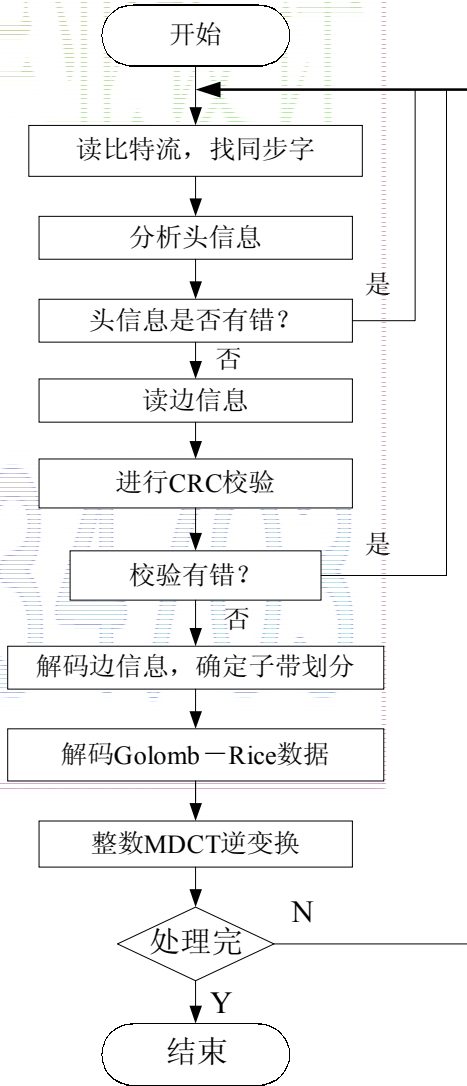 开始
读比特流，找同步字
分析头信息
是
头信息是否有错？
否
读边信息
进行CRC校验
是
校验有错？
否
解码边信息，确定子带划分
解码Golomb－Rice数据
整数MDCT逆变换
N
处理完
Y
结束